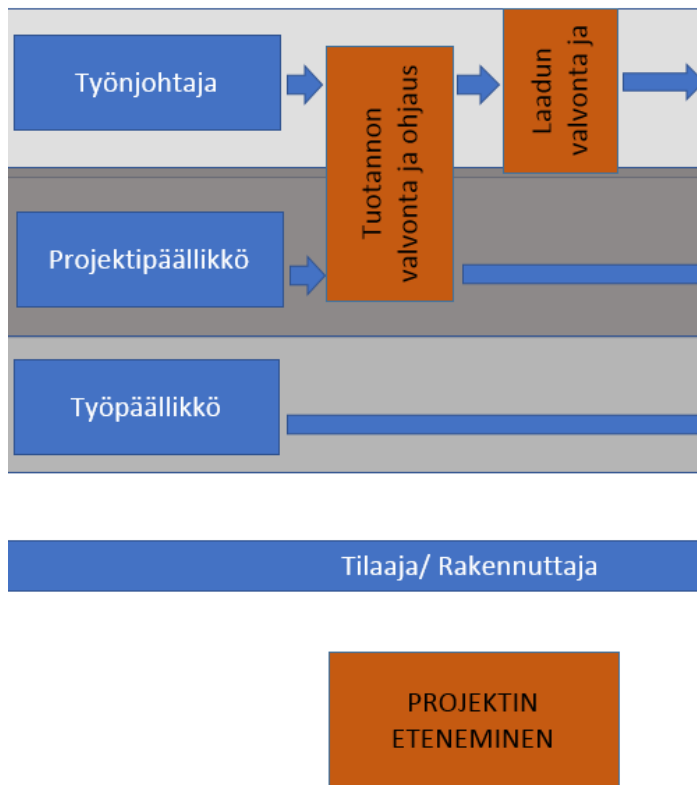 Työnjohtaja
Tuotannon
valvonta ja ohjaus
Laadun
valvonta ja
Projektipäällikkö
Työpäällikkö
Tilaaja/ Rakennuttaja
PROJEKTIN
ETENEMINEN